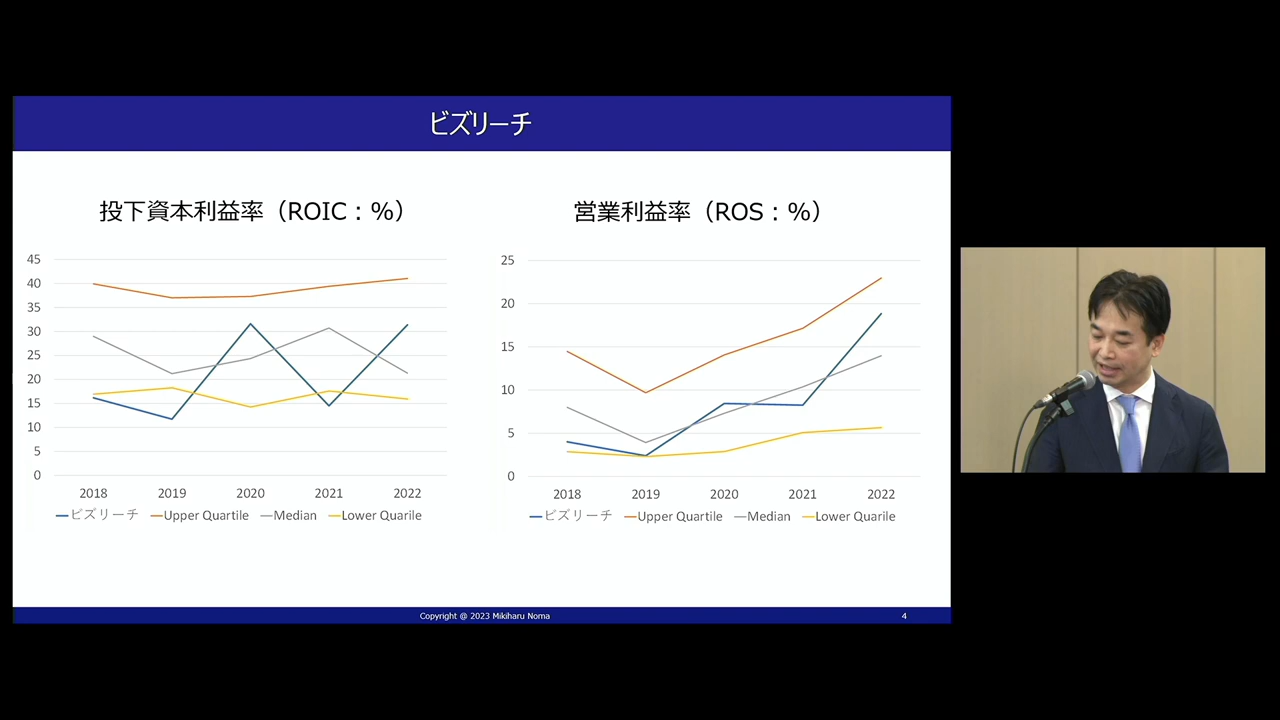 ビズリーチ
投下資本利益率（ROIC：%）
45
40
35
30
25
20
15
10
5
0
2018 2019 2020 2021 2022
ビズリーチ Upper Quartile Median Lower Quarile
営業利益率（ROS：%）
25
20
15
10
5
0
2018 2019 2020 2021 2022
ビズリーチ Upper Quartile Median Lower Quarile
Copyright @ 2023 Mikiharu Noma 4